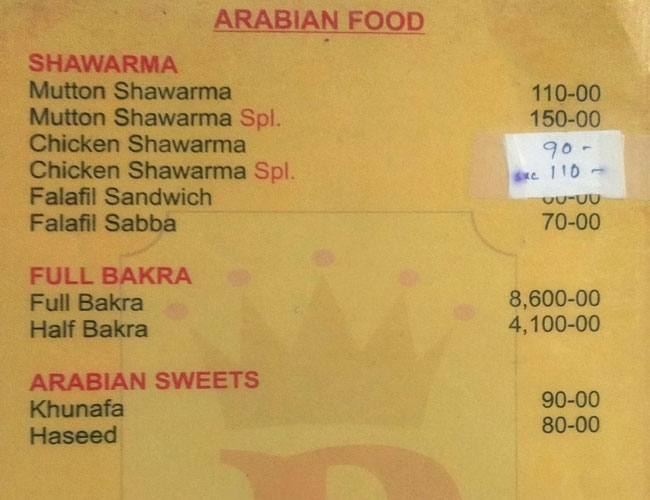 ARABIAN FOOD
SHAWARMA
Mutton Shawarma 110-00
Mutton Shawarma Spl. 150-00
Chicken Shawarma 90-
Chicken Shawarma Spl. 110-
Falafil Sandwich
Falafil Sabba 70-00
FULL BAKRA
Full Bakra 8,600-00
Half Bakra 4,100-00
ARABIAN SWEETS
Khunafa 90-00
Haseed 80-00